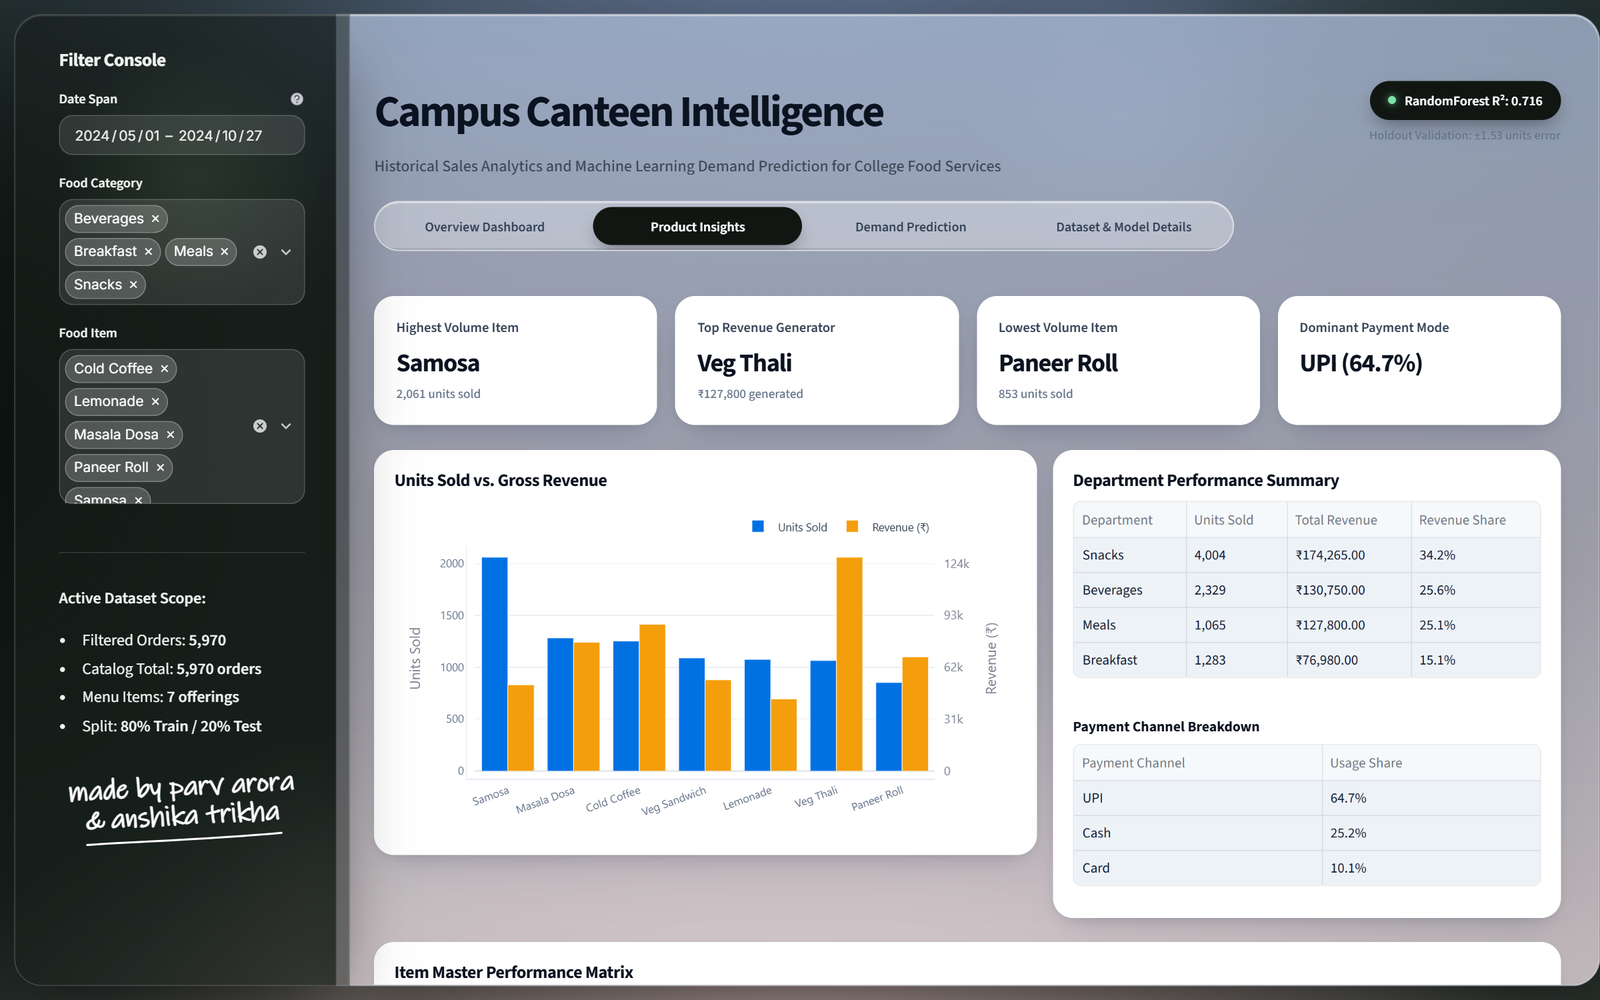 Filter Console
Date Span
2024/05/01 – 2024/10/27
Food Category
Beverages ×
Breakfast × Meals ×
Snacks ×
Food Item
Cold Coffee ×
Lemonade ×
Masala Dosa ×
Paneer Roll ×
Samosa ×
Active Dataset Scope:
• Filtered Orders: 5,970
• Catalog Total: 5,970 orders
• Menu Items: 7 offerings
• Split: 80% Train / 20% Test
made by parv arora
& anshika trikha
Campus Canteen Intelligence
Historical Sales Analytics and Machine Learning Demand Prediction for College Food Services
RandomForest R²: 0.716
Holdout Validation: ±1.53 units error
Overview Dashboard Product Insights Demand Prediction Dataset & Model Details
Highest Volume Item
Samosa
2,061 units sold
Top Revenue Generator
Veg Thali
₹127,800 generated
Lowest Volume Item
Paneer Roll
853 units sold
Dominant Payment Mode
UPI (64.7%)
Units Sold vs. Gross Revenue
Units Sold Revenue (₹)
2000 124k
1500 93k
1000 62k
500 31k
0 0
Units Sold
Revenue (₹)
Samosa Masala Dosa Cold Coffee Veg Sandwich Lemonade Veg Thali Paneer Roll
Department Performance Summary
Department Units Sold Total Revenue Revenue Share
Snacks 4,004 ₹174,265.00 34.2%
Beverages 2,329 ₹130,750.00 25.6%
Meals 1,065 ₹127,800.00 25.1%
Breakfast 1,283 ₹76,980.00 15.1%
Payment Channel Breakdown
Payment Channel Usage Share
UPI 64.7%
Cash 25.2%
Card 10.1%
Item Master Performance Matrix